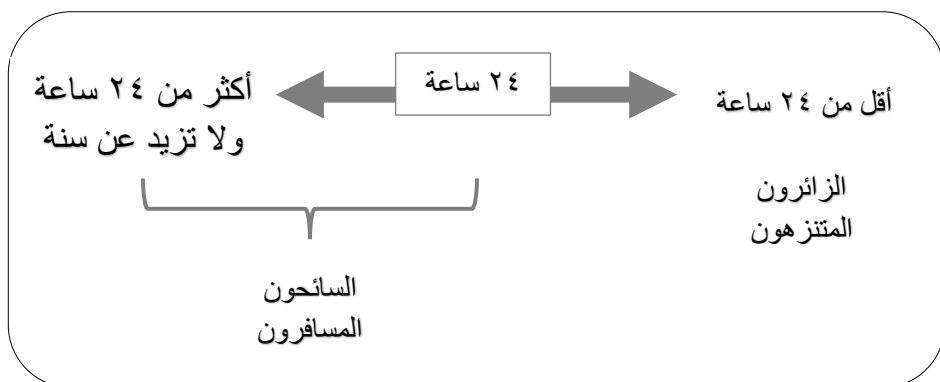 أقل من ٢٤ ساعة
٢٤ ساعة
أكثر من ٢٤ ساعة
ولا تزيد عن سنة
الزائرون
المتنزهون
السائحون
المسافرون